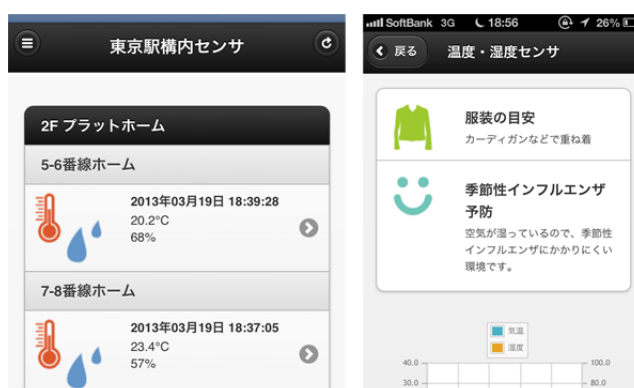 東京駅構内センサ
2F プラットホーム
5-6番線ホーム
2013年03月19日 18:39:28
20.2°C
68%
7-8番線ホーム
2013年03月19日 18:37:05
23.4°C
57%
SoftBank 3G 18:56 26%
戻る 温度・湿度センサ
服装の目安
カーディガンなどで重ね着
季節性インフルエンザ
予防
空気が湿っているので、季節性
インフルエンザにかかりにくい
環境です。
気温
湿度
40.0 100.0
30.0 80.0